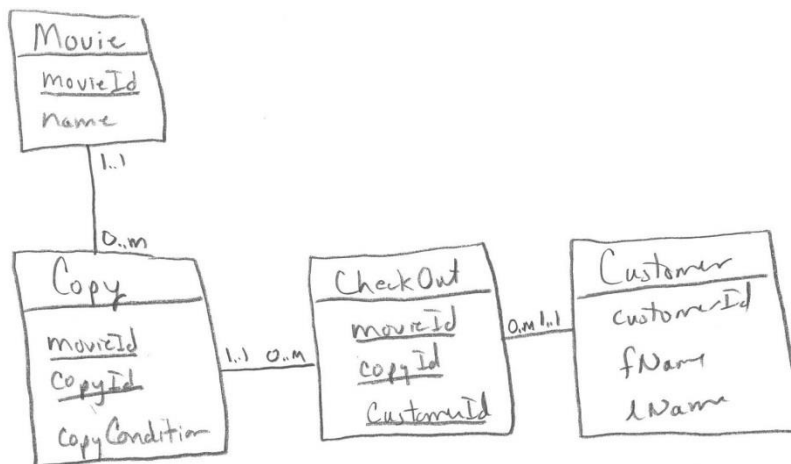 Movie
movieId
name
1..1
0..m
Copy
movieId
copyId
copyCondition
1..1 0..m
CheckOut
movieId
copyId
CustomerId
0..m 1..1
Customer
customerId
fName
lName